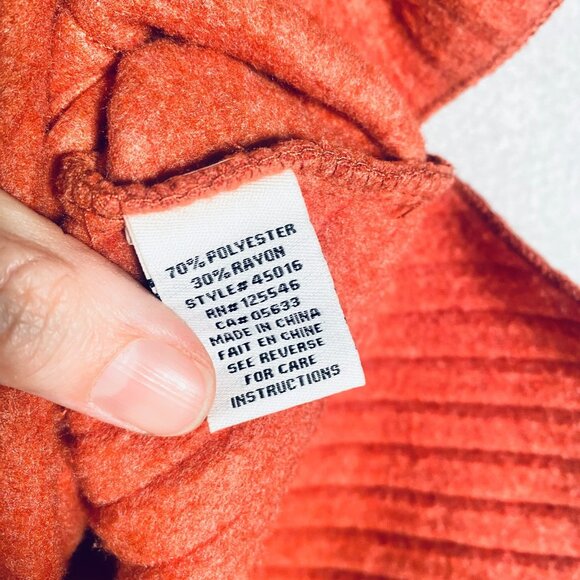 70% POLYESTER
30% RAYON
STYLE# 45016
RN# 125546
CA# 05633
MADE IN CHINA
FAIT EN CHINE
SEE REVERSE
FOR CARE
INSTRUCTIONS